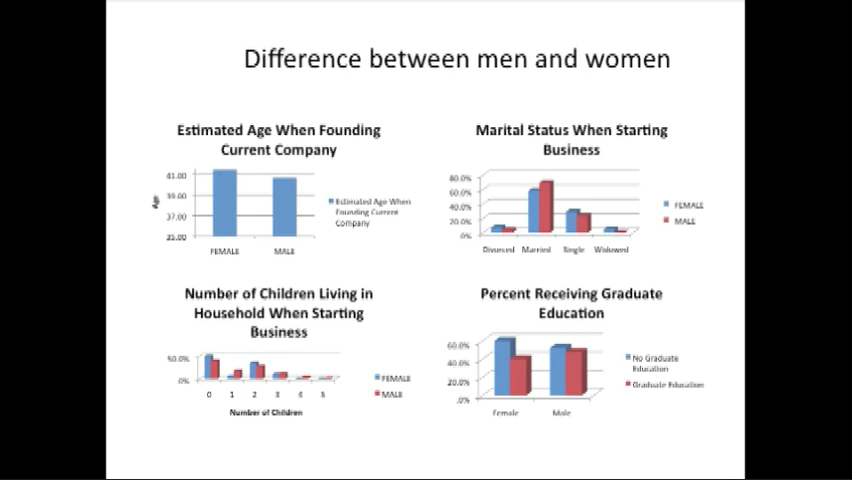 Difference between men and women
Estimated Age When Founding
Current Company
41.00
39.00
37.00
35.00
Age
FEMALE
MALE
Estimated Age When
Founding Current
Company
Marital Status When Starting
Business
80.0%
60.0%
40.0%
20.0%
.0%
Divorced
Married
Single
Widowed
FEMALE
MALE
Number of Children Living in
Household When Starting
Business
50.0%
.0%
0
1
2
3
4
5
Number of Children
FEMALE
MALE
Percent Receiving Graduate
Education
60.0%
40.0%
20.0%
.0%
Female
Male
No Graduate
Education
Graduate Education